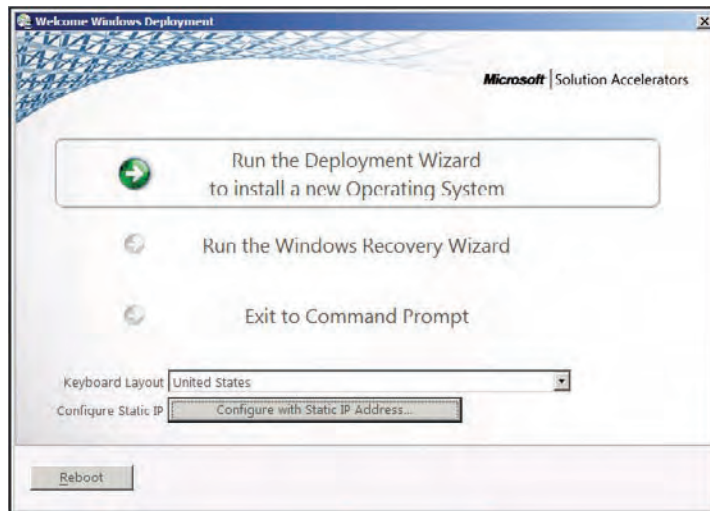 Welcome Windows Deployment
Microsoft | Solution Accelerators
Run the Deployment Wizard
to install a new Operating System
Run the Windows Recovery Wizard
Exit to Command Prompt
Keyboard Layout United States
Configure Static IP Configure with Static IP Address...
Reboot